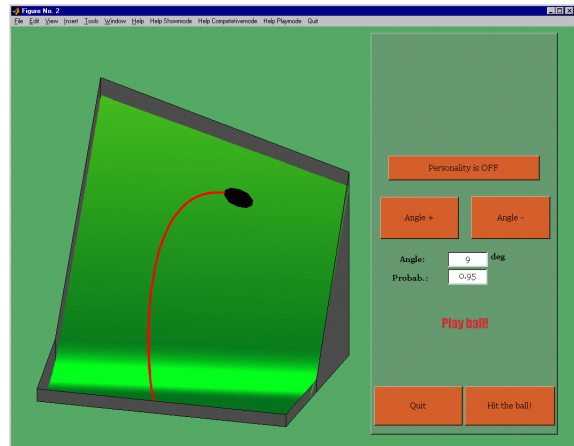 Figure No. 2
File Edit View Insert Tools Window Help Help Showmode Help Competetivemode Help Playmode Quit
Personality is OFF
Angle + Angle -
Angle: 9 deg
Probab.: 0.95
Play ball!
Quit Hit the ball!